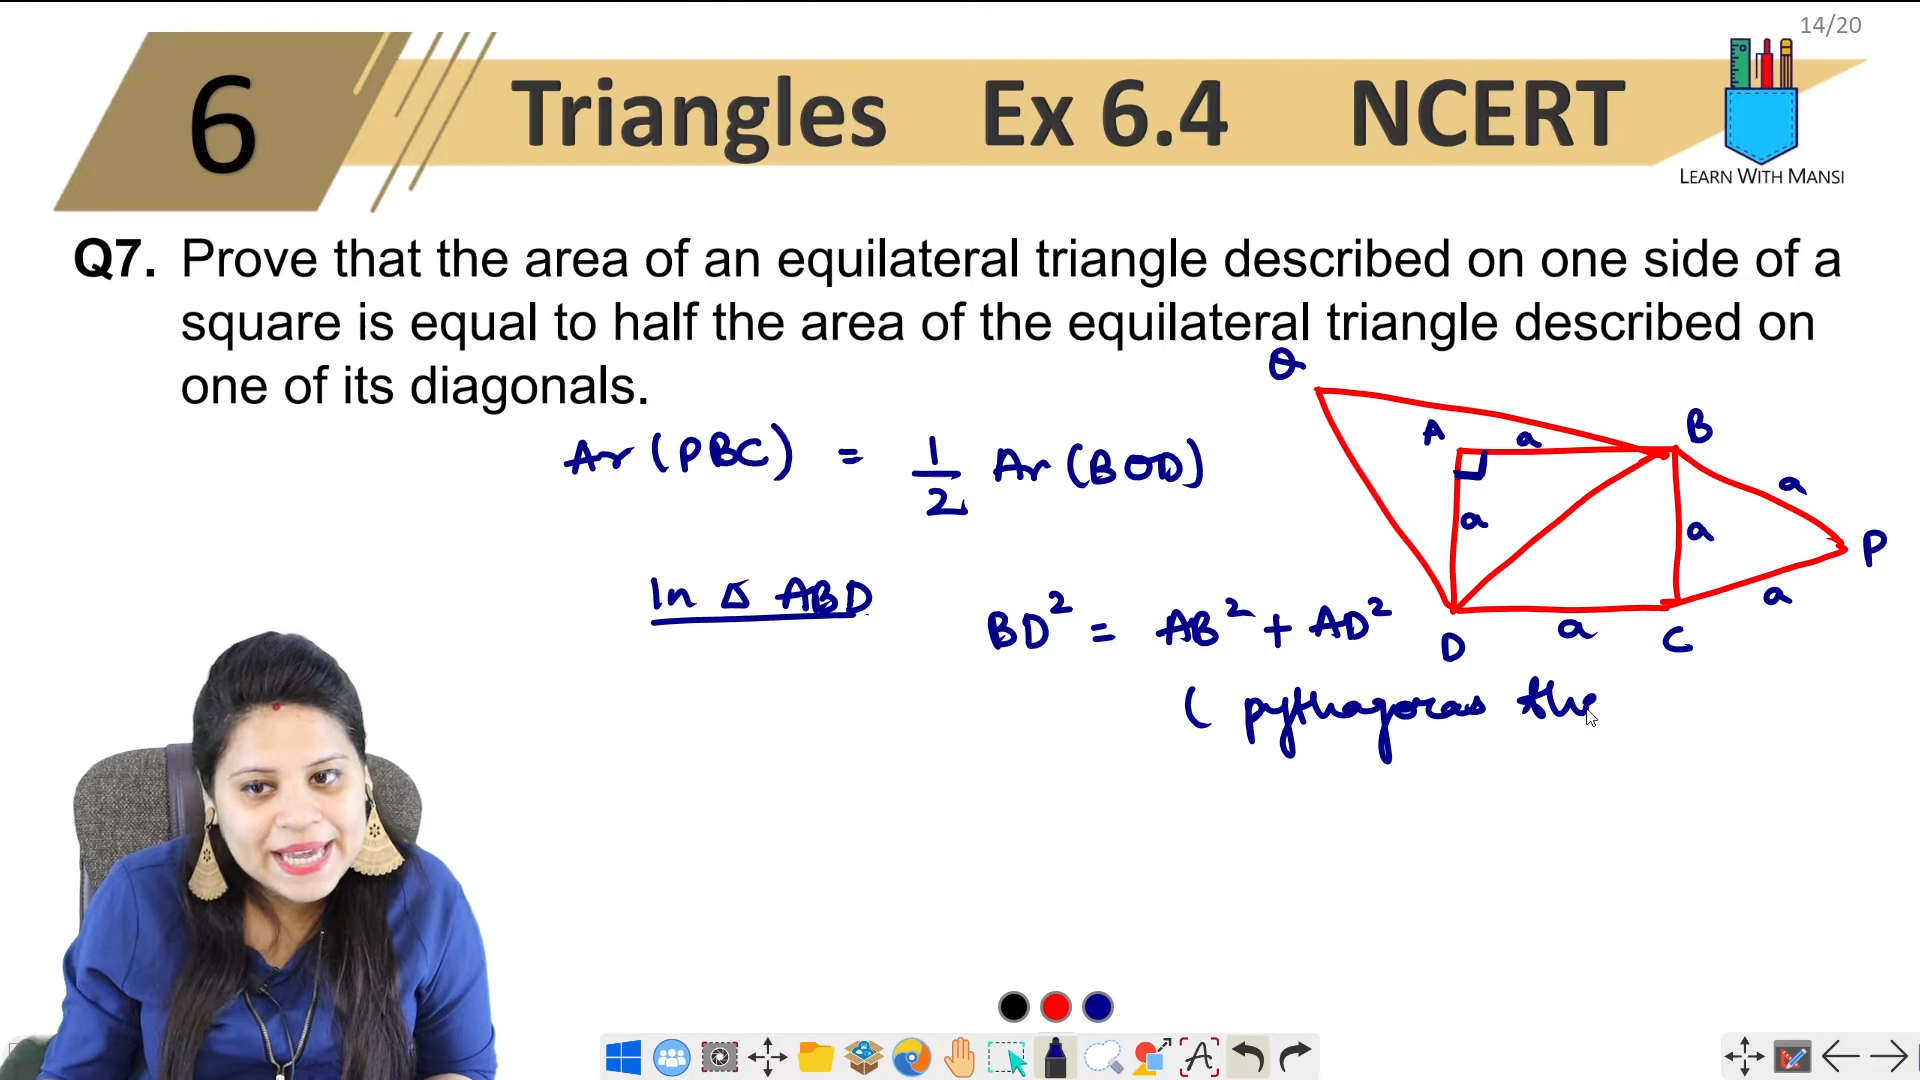 14/20
6 Triangles Ex 6.4 NCERT
LEARN WITH MANSI
Q7. Prove that the area of an equilateral triangle described on one side of a
square is equal to half the area of the equilateral triangle described on
one of its diagonals.
Ar (PBC) = 1/2 Ar (BQD)
Q
A a B
a a a P
D a C a
In Δ ABD
BD² = AB² + AD²
( pythagoras the